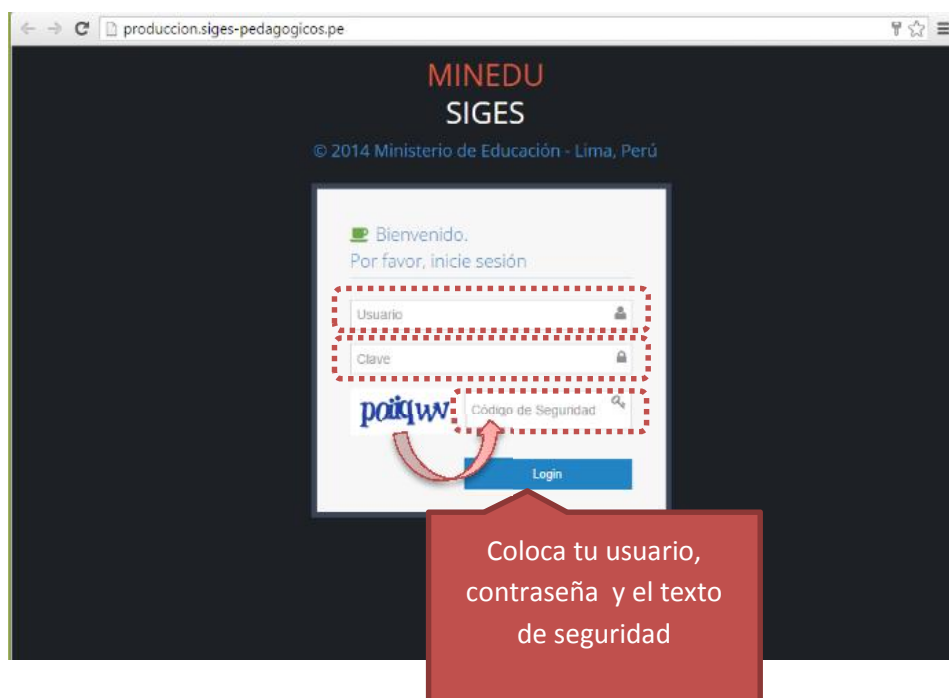 produccion.siges-pedagogicos.pe
MINEDU
SIGES
© 2014 Ministerio de Educación - Lima, Perú
Bienvenido.
Por favor, inicie sesión
Usuario
Clave
Código de Seguridad
Login
Coloca tu usuario,
contraseña y el texto
de seguridad